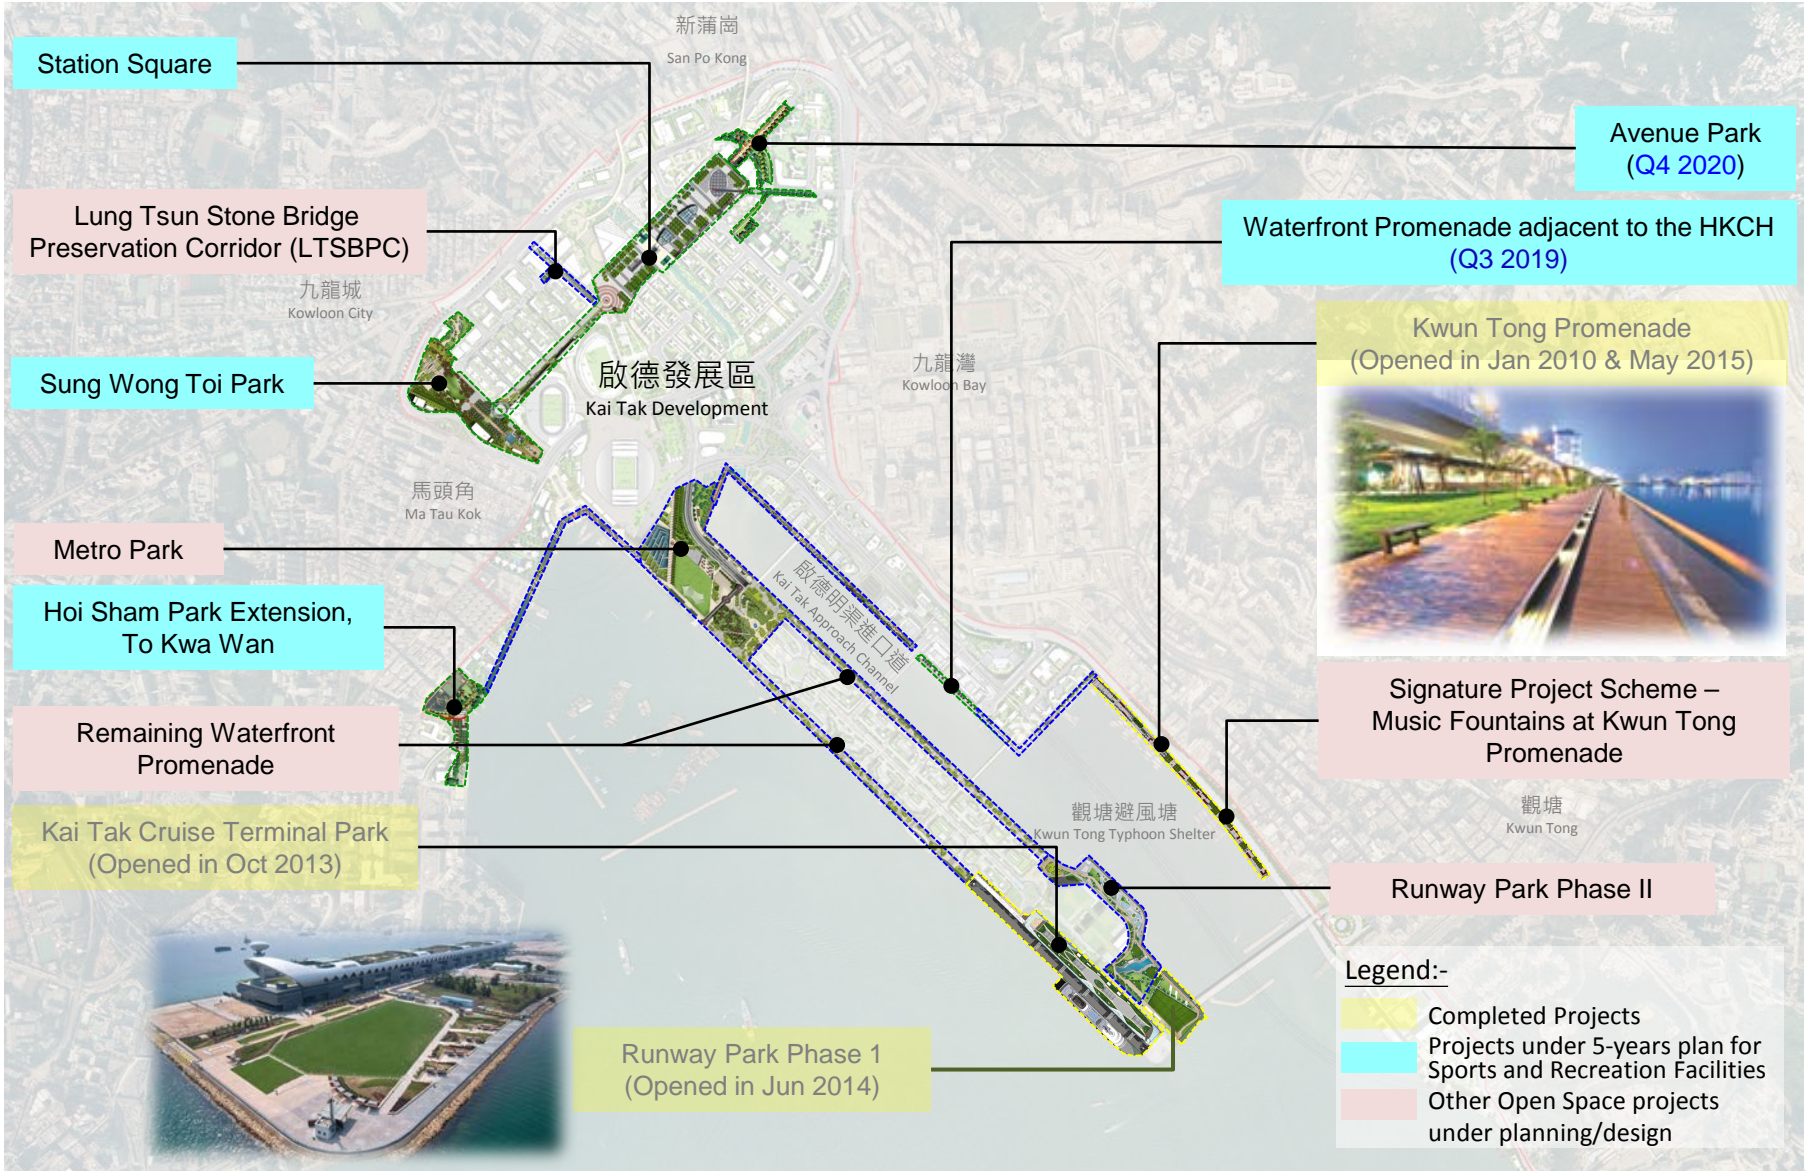 新蒲崗
San Po Kong
Station Square
Avenue Park
(Q4 2020)
Lung Tsun Stone Bridge
Preservation Corridor (LTSBPC)
Waterfront Promenade adjacent to the HKCH
(Q3 2019)
九龍城
Kowloon City
Kwun Tong Promenade
(Opened in Jan 2010 & May 2015)
Sung Wong Toi Park
啟德發展區
Kai Tak Development
九龍灣
Kowloon Bay
馬頭角
Ma Tau Kok
Metro Park
啟德明渠進口道
Kai Tak Approach Channel
Hoi Sham Park Extension,
To Kwa Wan
Signature Project Scheme –
Music Fountains at Kwun Tong
Promenade
Remaining Waterfront
Promenade
觀塘避風塘
Kwun Tong Typhoon Shelter
觀塘
Kwun Tong
Kai Tak Cruise Terminal Park
(Opened in Oct 2013)
Runway Park Phase II
Runway Park Phase 1
(Opened in Jun 2014)
Legend:-
Completed Projects
Projects under 5-years plan for
Sports and Recreation Facilities
Other Open Space projects
under planning/design